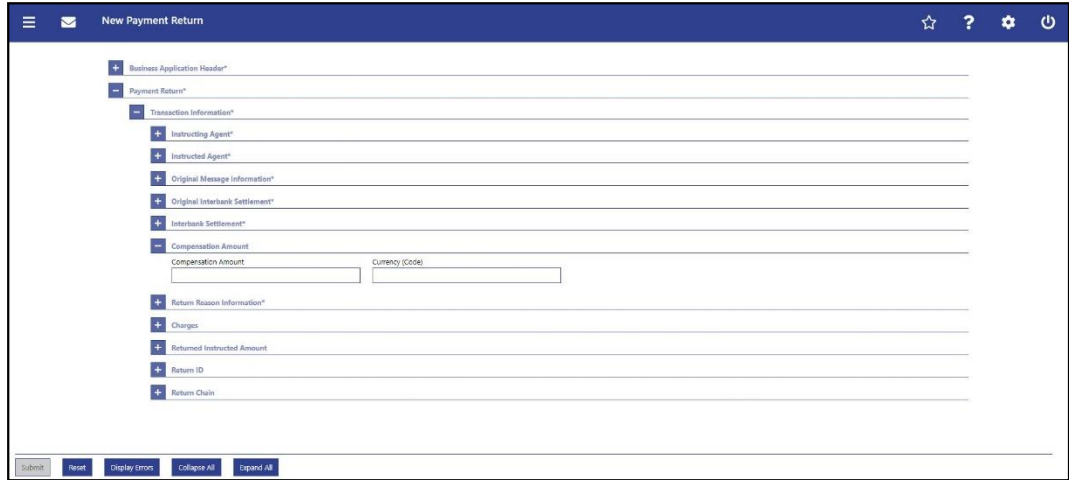 New Payment Return
Business Application Header*
Payment Return*
Transaction Information*
Instructing Agent*
Instructed Agent*
Original Message Information*
Original Interbank Settlement*
Interbank Settlement*
Compensation Amount
Compensation Amount Currency (Code)
Return Reason Information*
Charges
Returned Instructed Amount
Return ID
Return Chain
Submit Reset Display Errors Collapse All Expand All